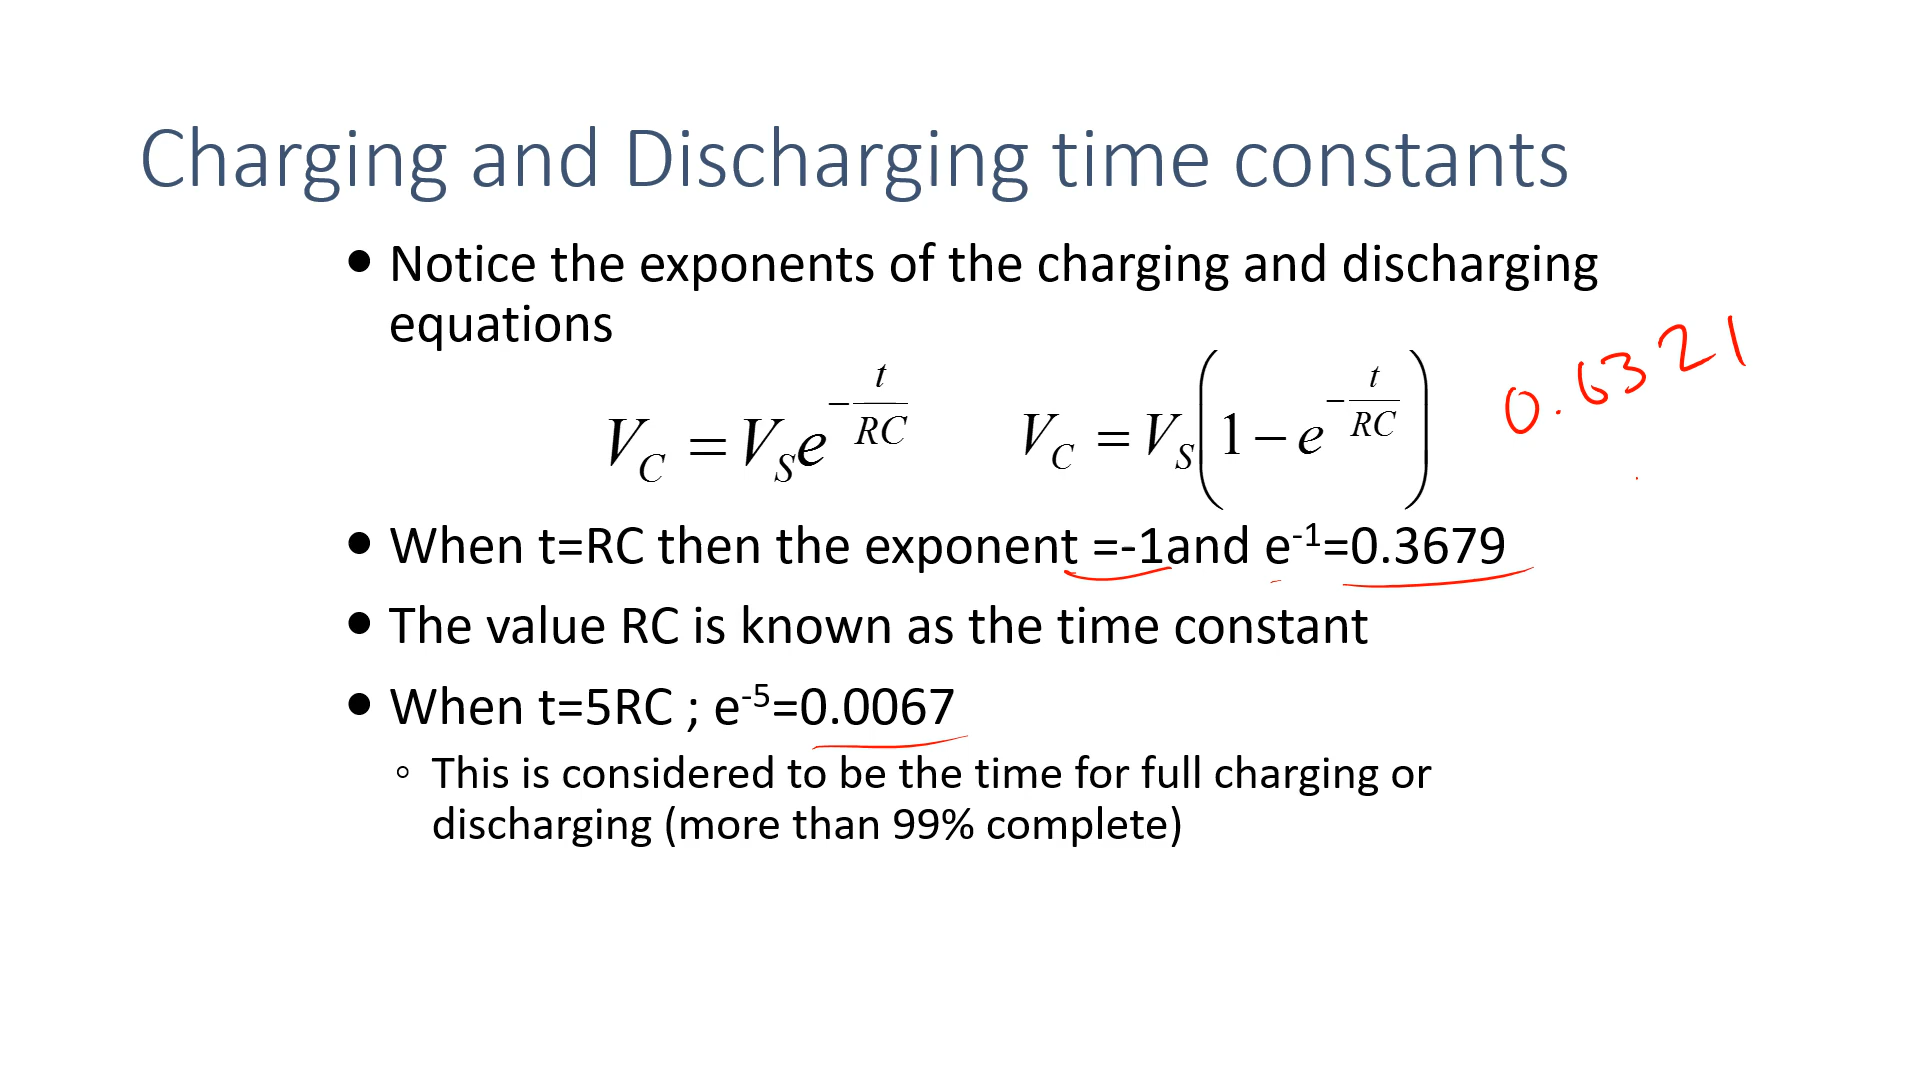 Charging and Discharging time constants
• Notice the exponents of the charging and discharging
equations
V_C = V_S e^{-t/RC}    V_C = V_S (1 − e^{-t/RC})    0.6321
• When t=RC then the exponent =-1and e^{-1}=0.3679
• The value RC is known as the time constant
• When t=5RC ; e^{-5}=0.0067
◦ This is considered to be the time for full charging or
discharging (more than 99% complete)